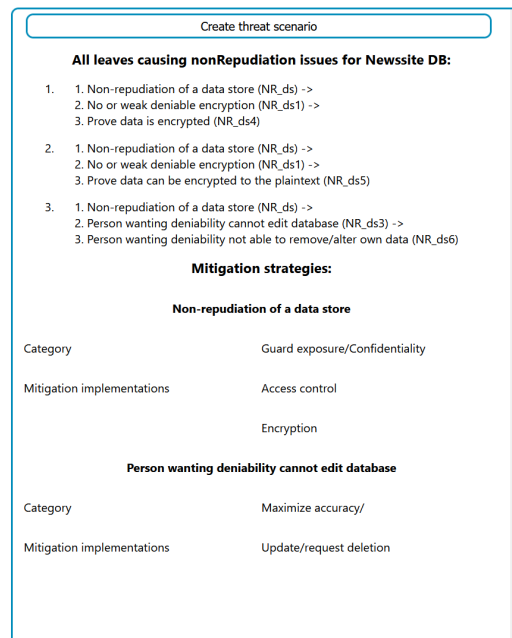 Create threat scenario
All leaves causing nonRepudiation issues for Newssite DB:
1. 1. Non-repudiation of a data store (NR_ds) ->
2. No or weak deniable encryption (NR_ds1) ->
3. Prove data is encrypted (NR_ds4)
2. 1. Non-repudiation of a data store (NR_ds) ->
2. No or weak deniable encryption (NR_ds1) ->
3. Prove data can be encrypted to the plaintext (NR_ds5)
3. 1. Non-repudiation of a data store (NR_ds) ->
2. Person wanting deniability cannot edit database (NR_ds3) ->
3. Person wanting deniability not able to remove/alter own data (NR_ds6)
Mitigation strategies:
Non-repudiation of a data store
Category Guard exposure/Confidentiality
Mitigation implementations Access control
Encryption
Person wanting deniability cannot edit database
Category Maximize accuracy/
Mitigation implementations Update/request deletion